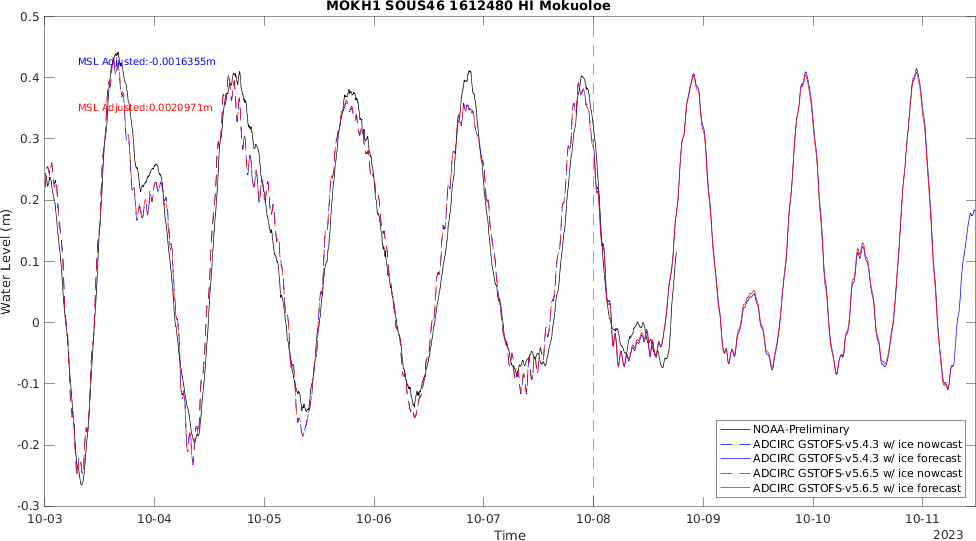 MOKH1 SOUS46 1612480 HI Mokuoloe
0.5
MSL Adjusted:-0.0016355m
0.4
MSL Adjusted:0.0020971m
0.3
0.2
Water Level (m)
0.1
0
-0.1
-0.2
-0.3
NOAA-Preliminary
ADCIRC GSTOFS-v5.4.3 w/ ice nowcast
ADCIRC GSTOFS-v5.4.3 w/ ice forecast
ADCIRC GSTOFS-v5.6.5 w/ ice nowcast
ADCIRC GSTOFS-v5.6.5 w/ ice forecast
10-03 10-04 10-05 10-06 10-07 10-08 10-09 10-10 10-11
Time
2023